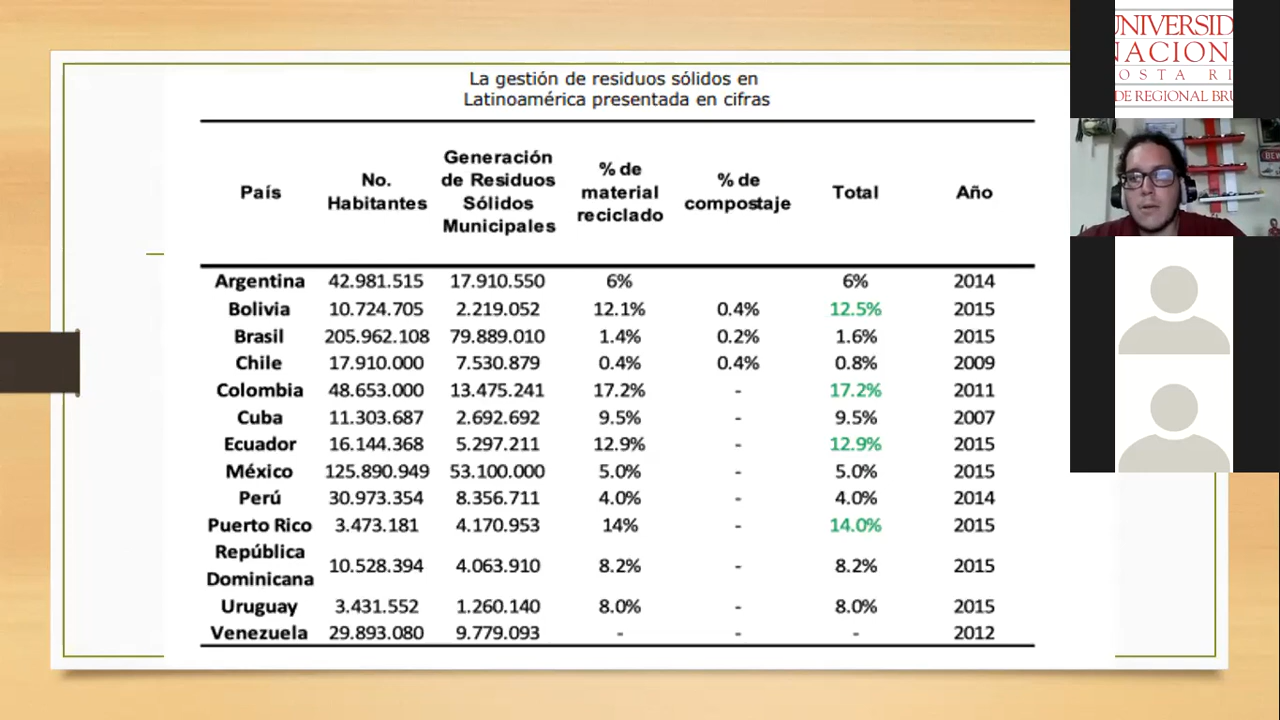 La gestión de residuos sólidos en
Latinoamérica presentada en cifras
País No. Habitantes Generación de Residuos Sólidos Municipales % de material reciclado % de compostaje Total Año
Argentina 42.981.515 17.910.550 6% 6% 2014
Bolivia 10.724.705 2.219.052 12.1% 0.4% 12.5% 2015
Brasil 205.962.108 79.889.010 1.4% 0.2% 1.6% 2015
Chile 17.910.000 7.530.879 0.4% 0.4% 0.8% 2009
Colombia 48.653.000 13.475.241 17.2% - 17.2% 2011
Cuba 11.303.687 2.692.692 9.5% - 9.5% 2007
Ecuador 16.144.368 5.297.211 12.9% - 12.9% 2015
México 125.890.949 53.100.000 5.0% - 5.0% 2015
Perú 30.973.354 8.356.711 4.0% - 4.0% 2014
Puerto Rico 3.473.181 4.170.953 14% - 14.0% 2015
República Dominicana 10.528.394 4.063.910 8.2% - 8.2% 2015
Uruguay 3.431.552 1.260.140 8.0% - 8.0% 2015
Venezuela 29.893.080 9.779.093 - - - 2012
UNIVERSID
NACION
OSTA RI
DE REGIONAL BRU
BEW